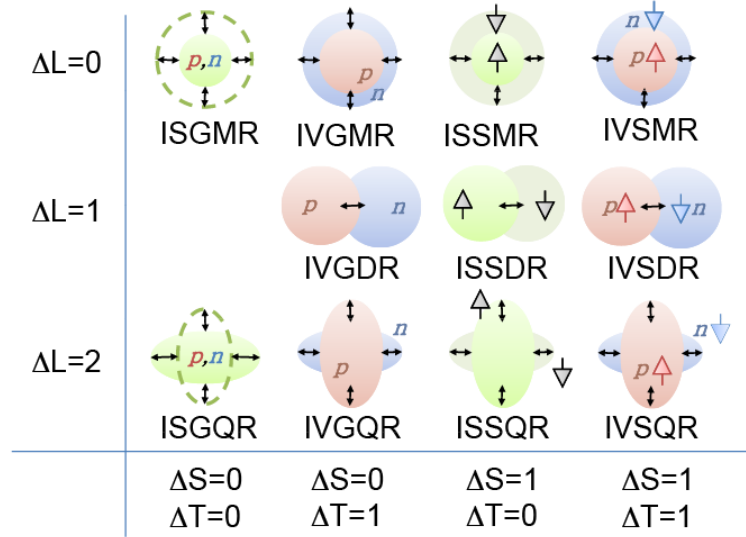 ΔL=0
p,n
p
n
n
p
ISGMR IVGMR ISSMR IVSMR
ΔL=1
p n p n
IVGDR ISSDR IVSDR
ΔL=2
p,n
n
p
n
p
ISGQR IVGQR ISSQR IVSQR
ΔS=0 ΔS=0 ΔS=1 ΔS=1
ΔT=0 ΔT=1 ΔT=0 ΔT=1